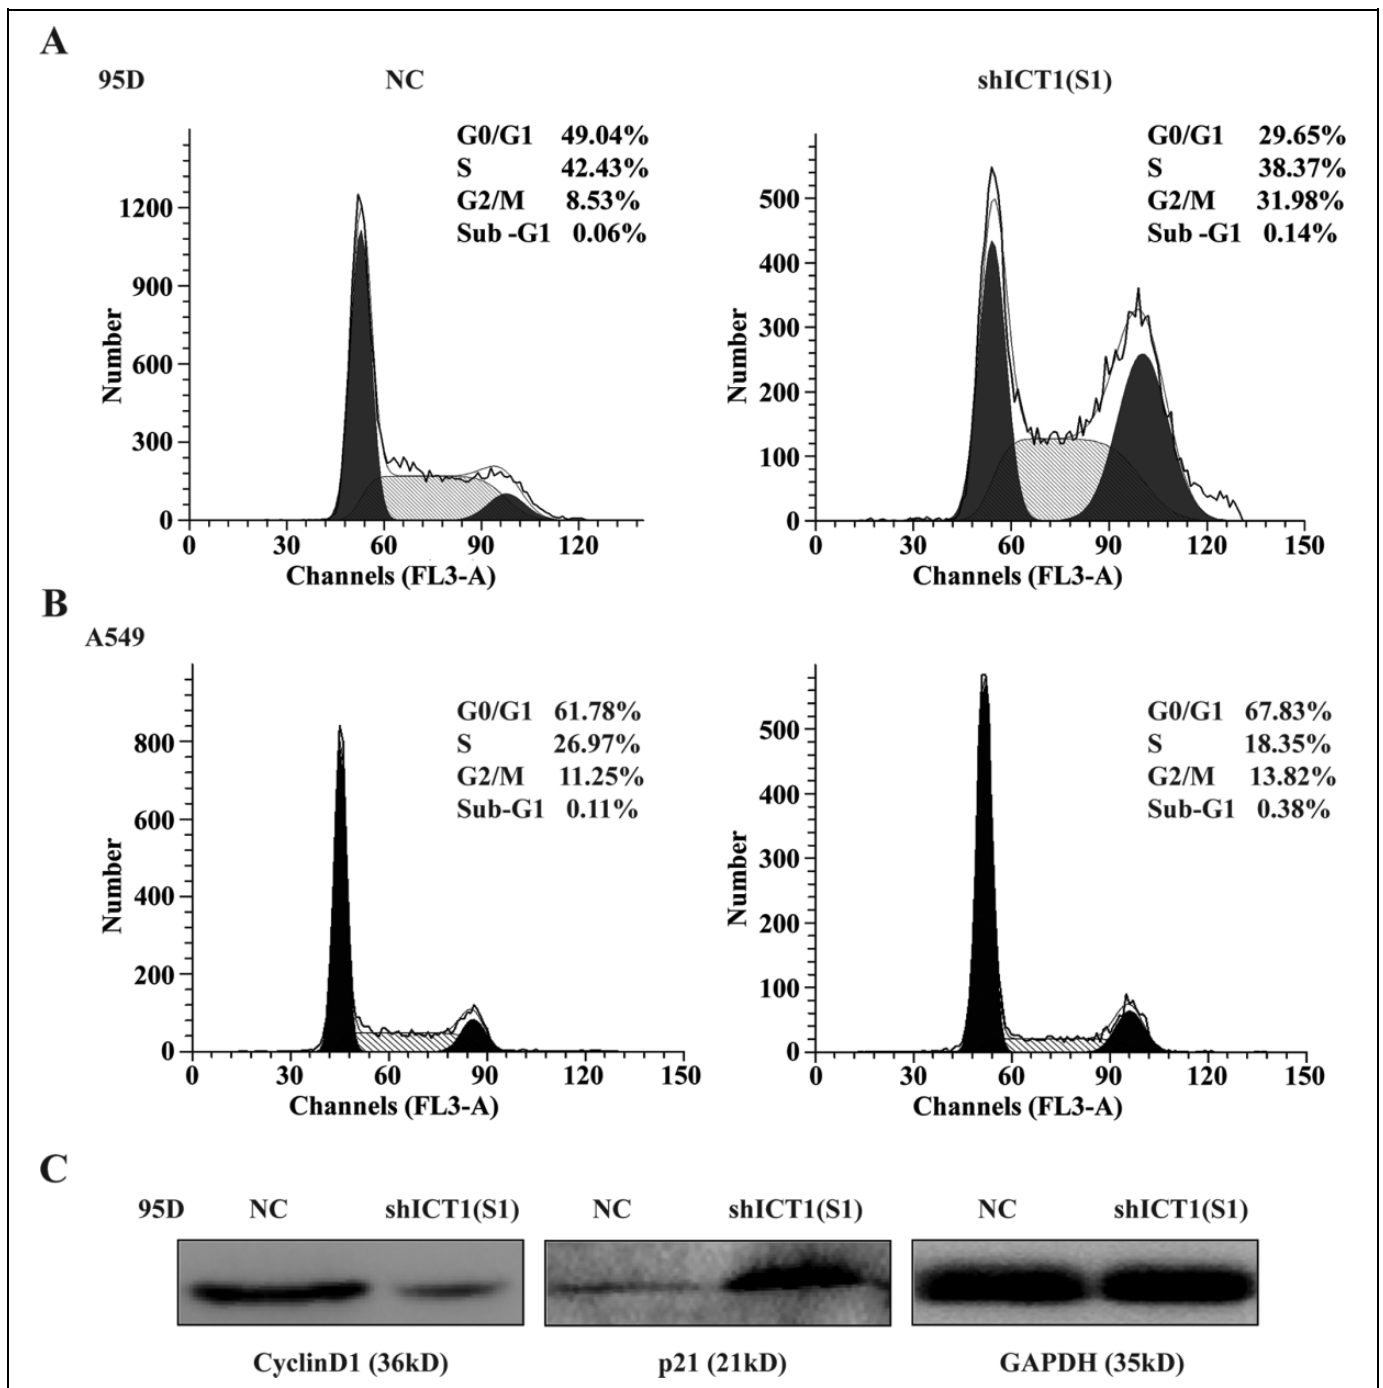 A
95D NC shICT1(S1)
G0/G1 49.04%
S 42.43%
G2/M 8.53%
Sub -G1 0.06%
Number
1200
900
600
300
0
0 30 60 90 120
Channels (FL3-A)
G0/G1 29.65%
S 38.37%
G2/M 31.98%
Sub -G1 0.14%
Number
500
400
300
200
100
0
0 30 60 90 120 150
Channels (FL3-A)
B
A549
G0/G1 61.78%
S 26.97%
G2/M 11.25%
Sub-G1 0.11%
Number
800
600
400
200
0
0 30 60 90 120 150
Channels (FL3-A)
G0/G1 67.83%
S 18.35%
G2/M 13.82%
Sub-G1 0.38%
Number
500
400
300
200
100
0
0 30 60 90 120 150
Channels (FL3-A)
C
95D NC shICT1(S1) NC shICT1(S1) NC shICT1(S1)
CyclinD1 (36kD) p21 (21kD) GAPDH (35kD)